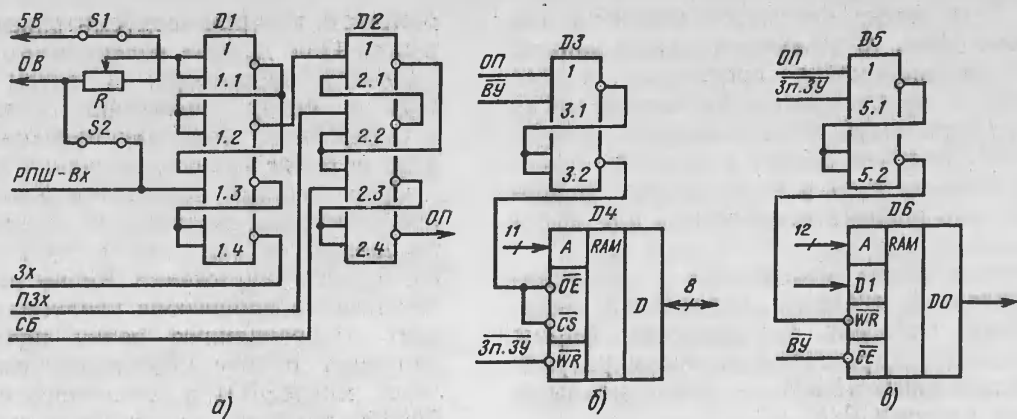 5В S1 D1 D2
0В
R
S2
1
1.1
1.2
1.3
1.4
1
2.1
2.2
2.3
2.4
РПШ-Вх
ОП
Зх
ПЗх
СБ
а)
D3
ОП
ВУ
1
3.1
3.2
D4
11
A RAM
OE
D
8
CS
Зп.ЗУ
WR
б)
D5
ОП
Зп.ЗУ
1
5.1
5.2
D6
12
A RAM
D1
DO
WR
ВУ
CE
в)